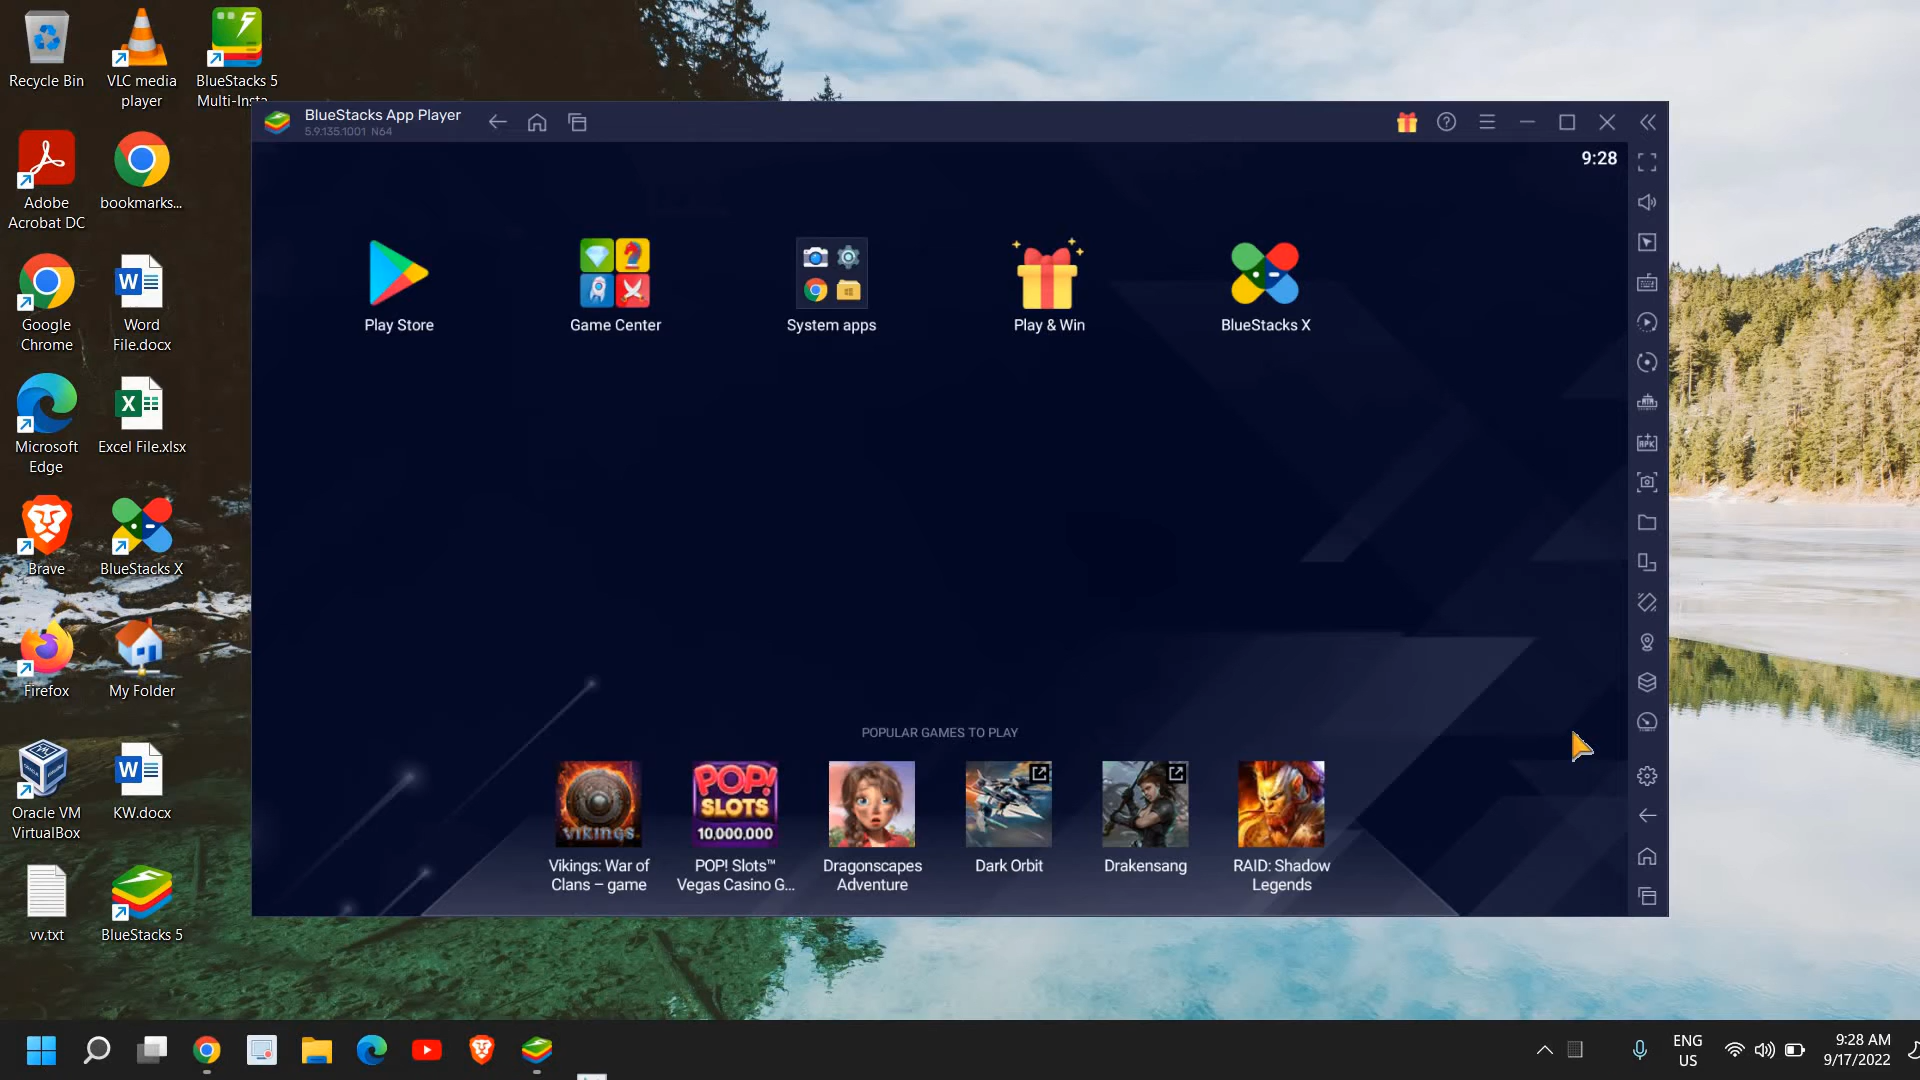 Recycle Bin
VLC media
player
BlueStacks 5
Multi-Insta...
Adobe
Acrobat DC
bookmarks...
Google
Chrome
Word
File.docx
Microsoft
Edge
Excel File.xlsx
Brave
BlueStacks X
Firefox
My Folder
Oracle VM
VirtualBox
KW.docx
vv.txt
BlueStacks 5
BlueStacks App Player
5.9.135.1001 N64
9:28
Play Store
Game Center
System apps
Play & Win
BlueStacks X
POPULAR GAMES TO PLAY
VIKINGS
POP!
SLOTS
10,000,000
Vikings: War of
Clans – game
POP! Slots™
Vegas Casino G...
Dragonscapes
Adventure
Dark Orbit
Drakensang
RAID: Shadow
Legends
ENG
US
9:28 AM
9/17/2022